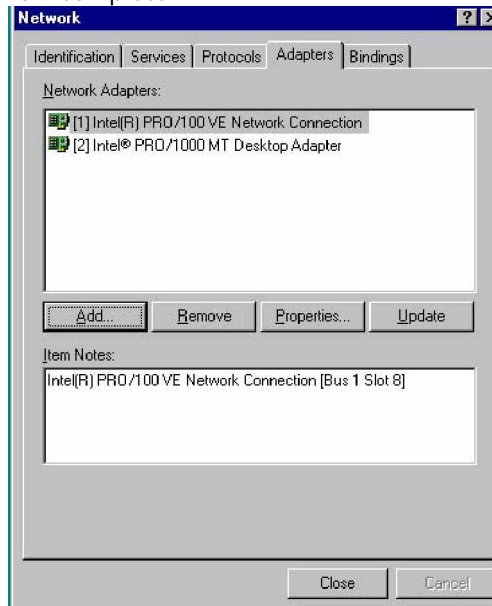 Network
Identification Services Protocols Adapters Bindings
Network Adapters:
[1] Intel(R) PRO/100 VE Network Connection
[2] Intel® PRO/1000 MT Desktop Adapter
Add... Remove Properties... Update
Item Notes:
Intel(R) PRO/100 VE Network Connection [Bus 1 Slot 8]
Close Cancel